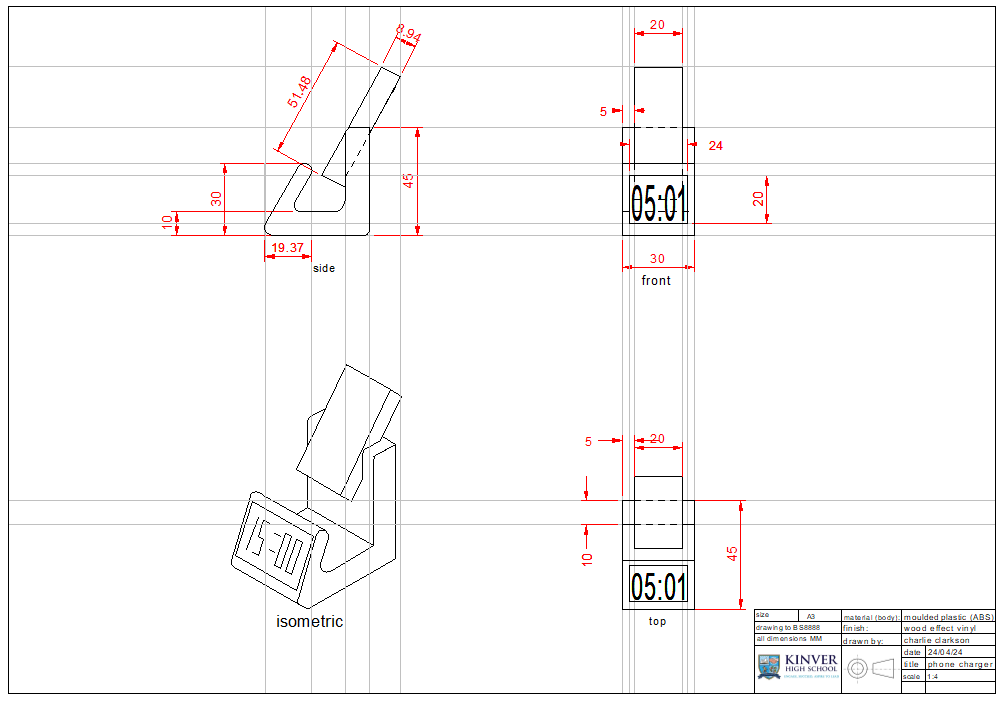 8.94
20
51.48
5
24
45
30
20
10
05:01
19.37
30
side
front
5
20
10
45
15-00
05:01
isometric
top
size A3 material (body): moulded plastic (ABS)
drawing to BS8888 finish: wood effect vinyl
all dimensions MM drawn by: charlie clarkson
date 24/04/24
KINVER
HIGH SCHOOL
title phone charger
scale 1:4